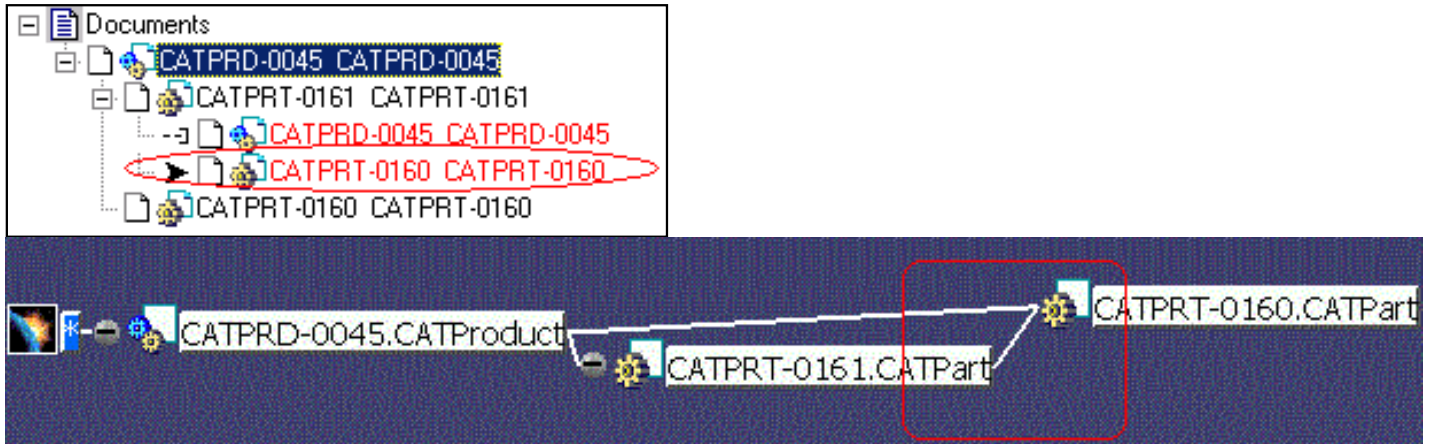 Documents
CATPRD-0045 CATPRD-0045
CATPRT-0161 CATPRT-0161
CATPRD-0045 CATPRD-0045
CATPRT-0160 CATPRT-0160
CATPRT-0160 CATPRT-0160
CATPRT-0160.CATPart
* CATPRD-0045.CATProduct
CATPRT-0161.CATPart